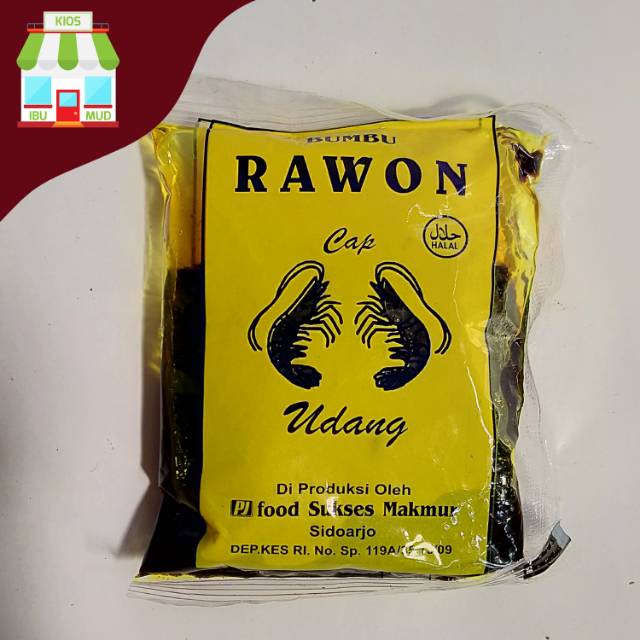 KIOS
IBU MUD
BUMBU
RAWON
Cap
حلال
HALAL
Udang
Di Produksi Oleh
PJ food Sukses Makmur
Sidoarjo
DEP.KES RI. No. Sp. 119A/